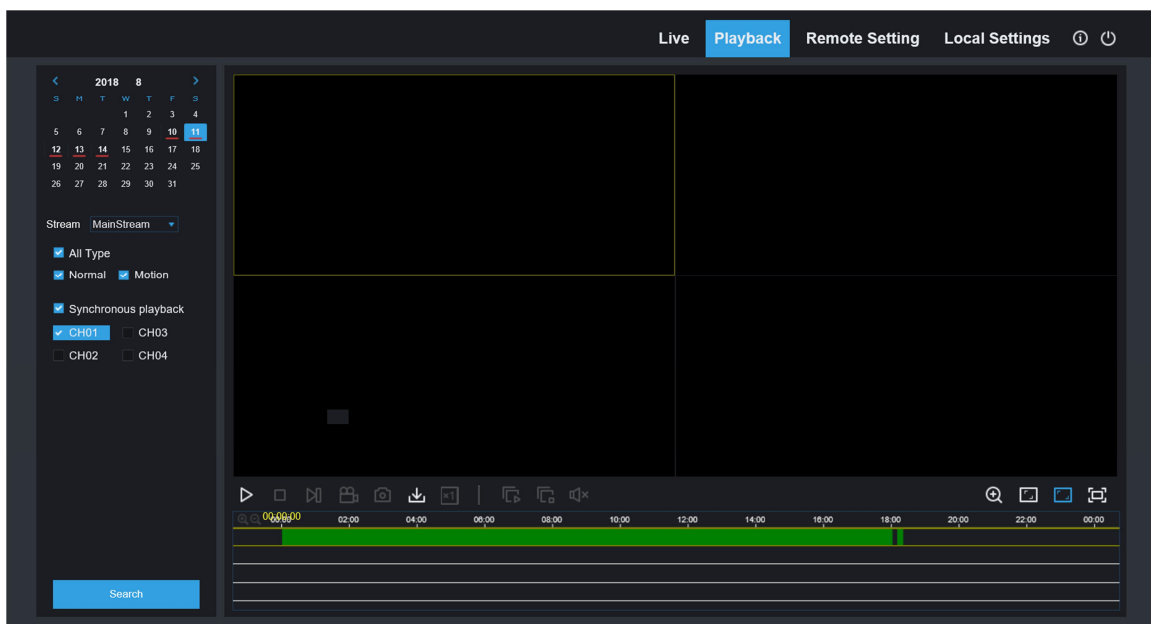 Live Playback Remote Setting Local Settings
2018 8
S M T W T F S
1 2 3 4
5 6 7 8 9 10 11
12 13 14 15 16 17 18
19 20 21 22 23 24 25
26 27 28 29 30 31
Stream MainStream
All Type
Normal Motion
Synchronous playback
CH01 CH03
CH02 CH04
Search
×1
00:00:00
00:00 02:00 04:00 06:00 08:00 10:00 12:00 14:00 16:00 18:00 20:00 22:00 00:00